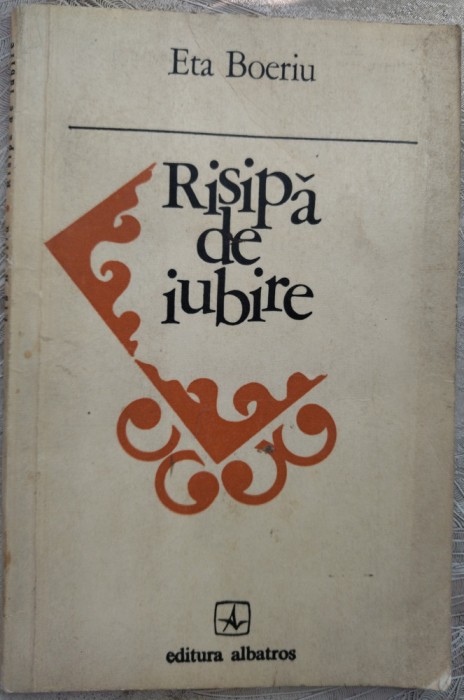 Eta Boeriu
Risipă
de
iubire
editura albatros